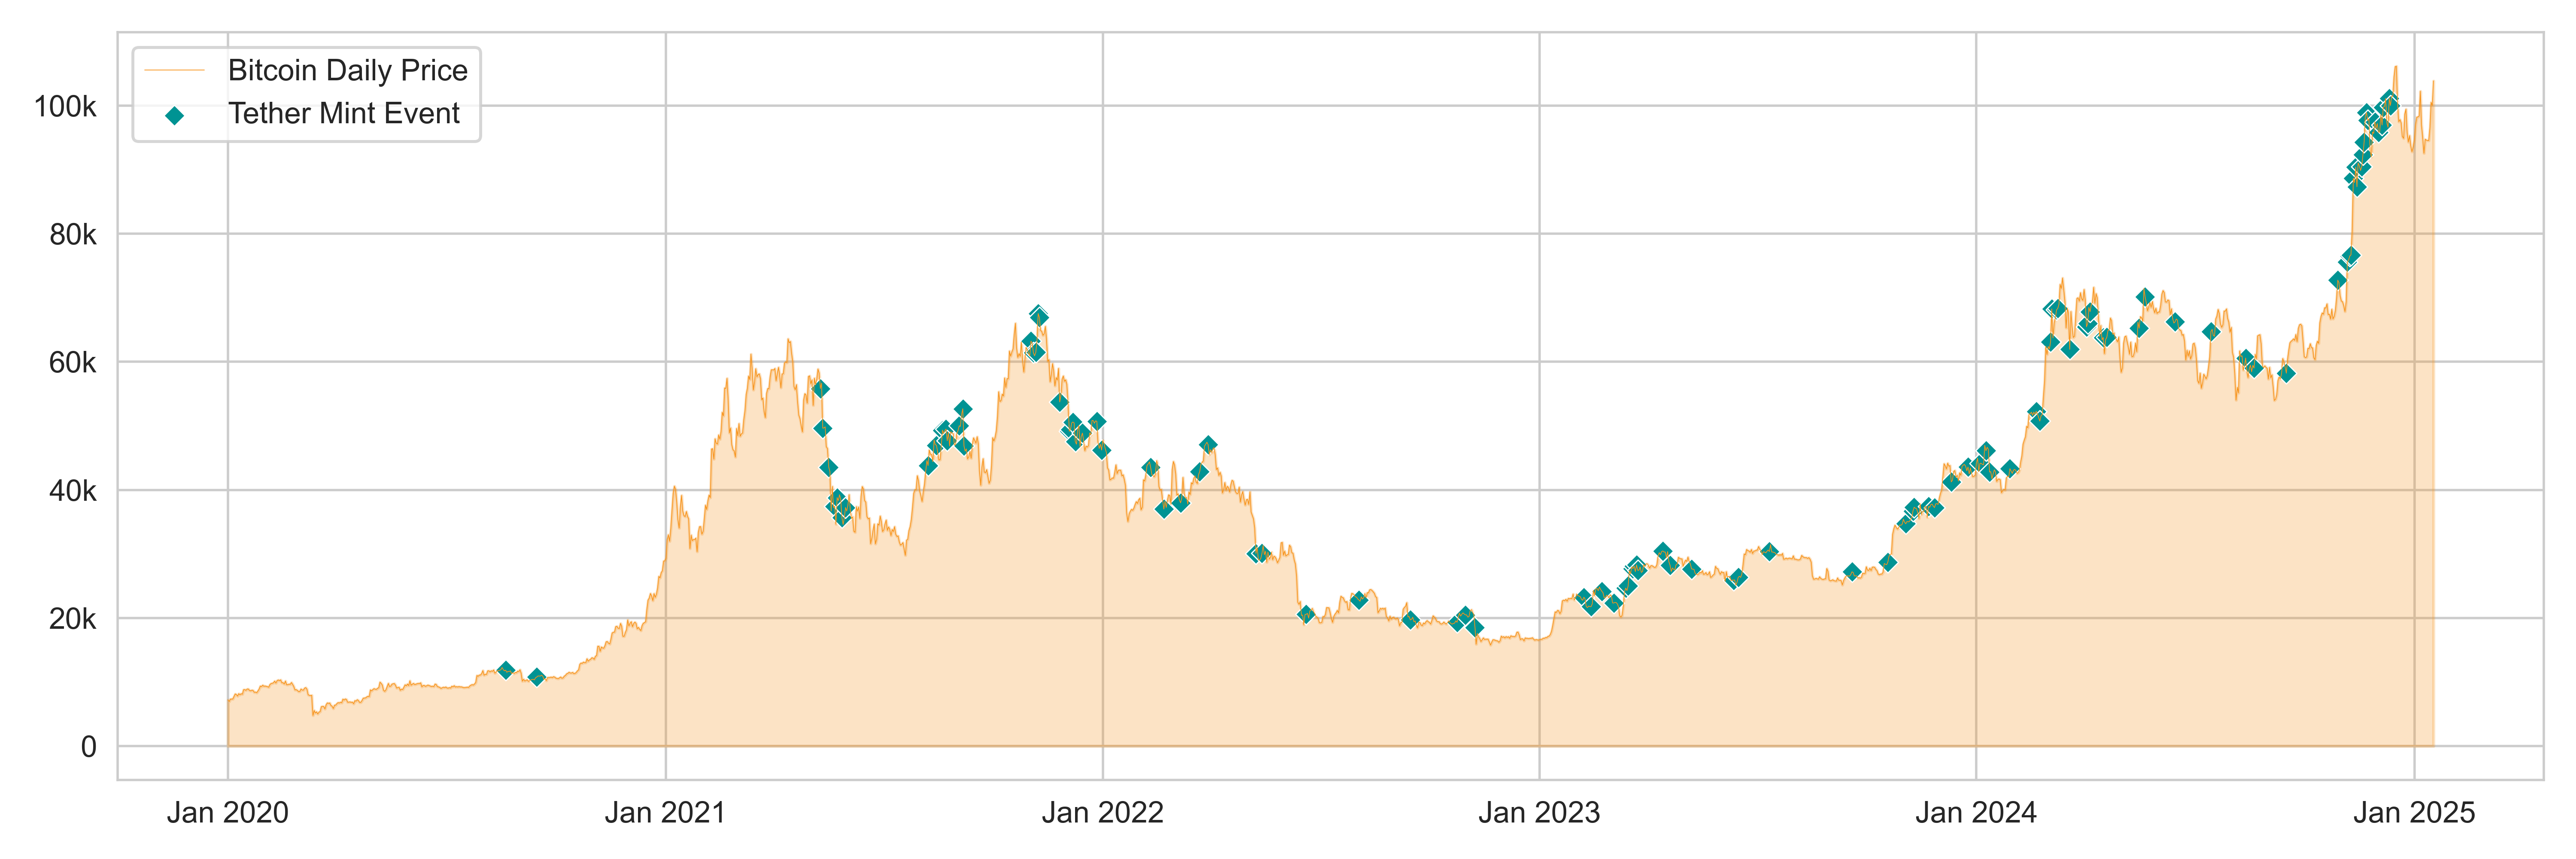 Bitcoin Daily Price
Tether Mint Event
100k
80k
60k
40k
20k
0
Jan 2020
Jan 2021
Jan 2022
Jan 2023
Jan 2024
Jan 2025